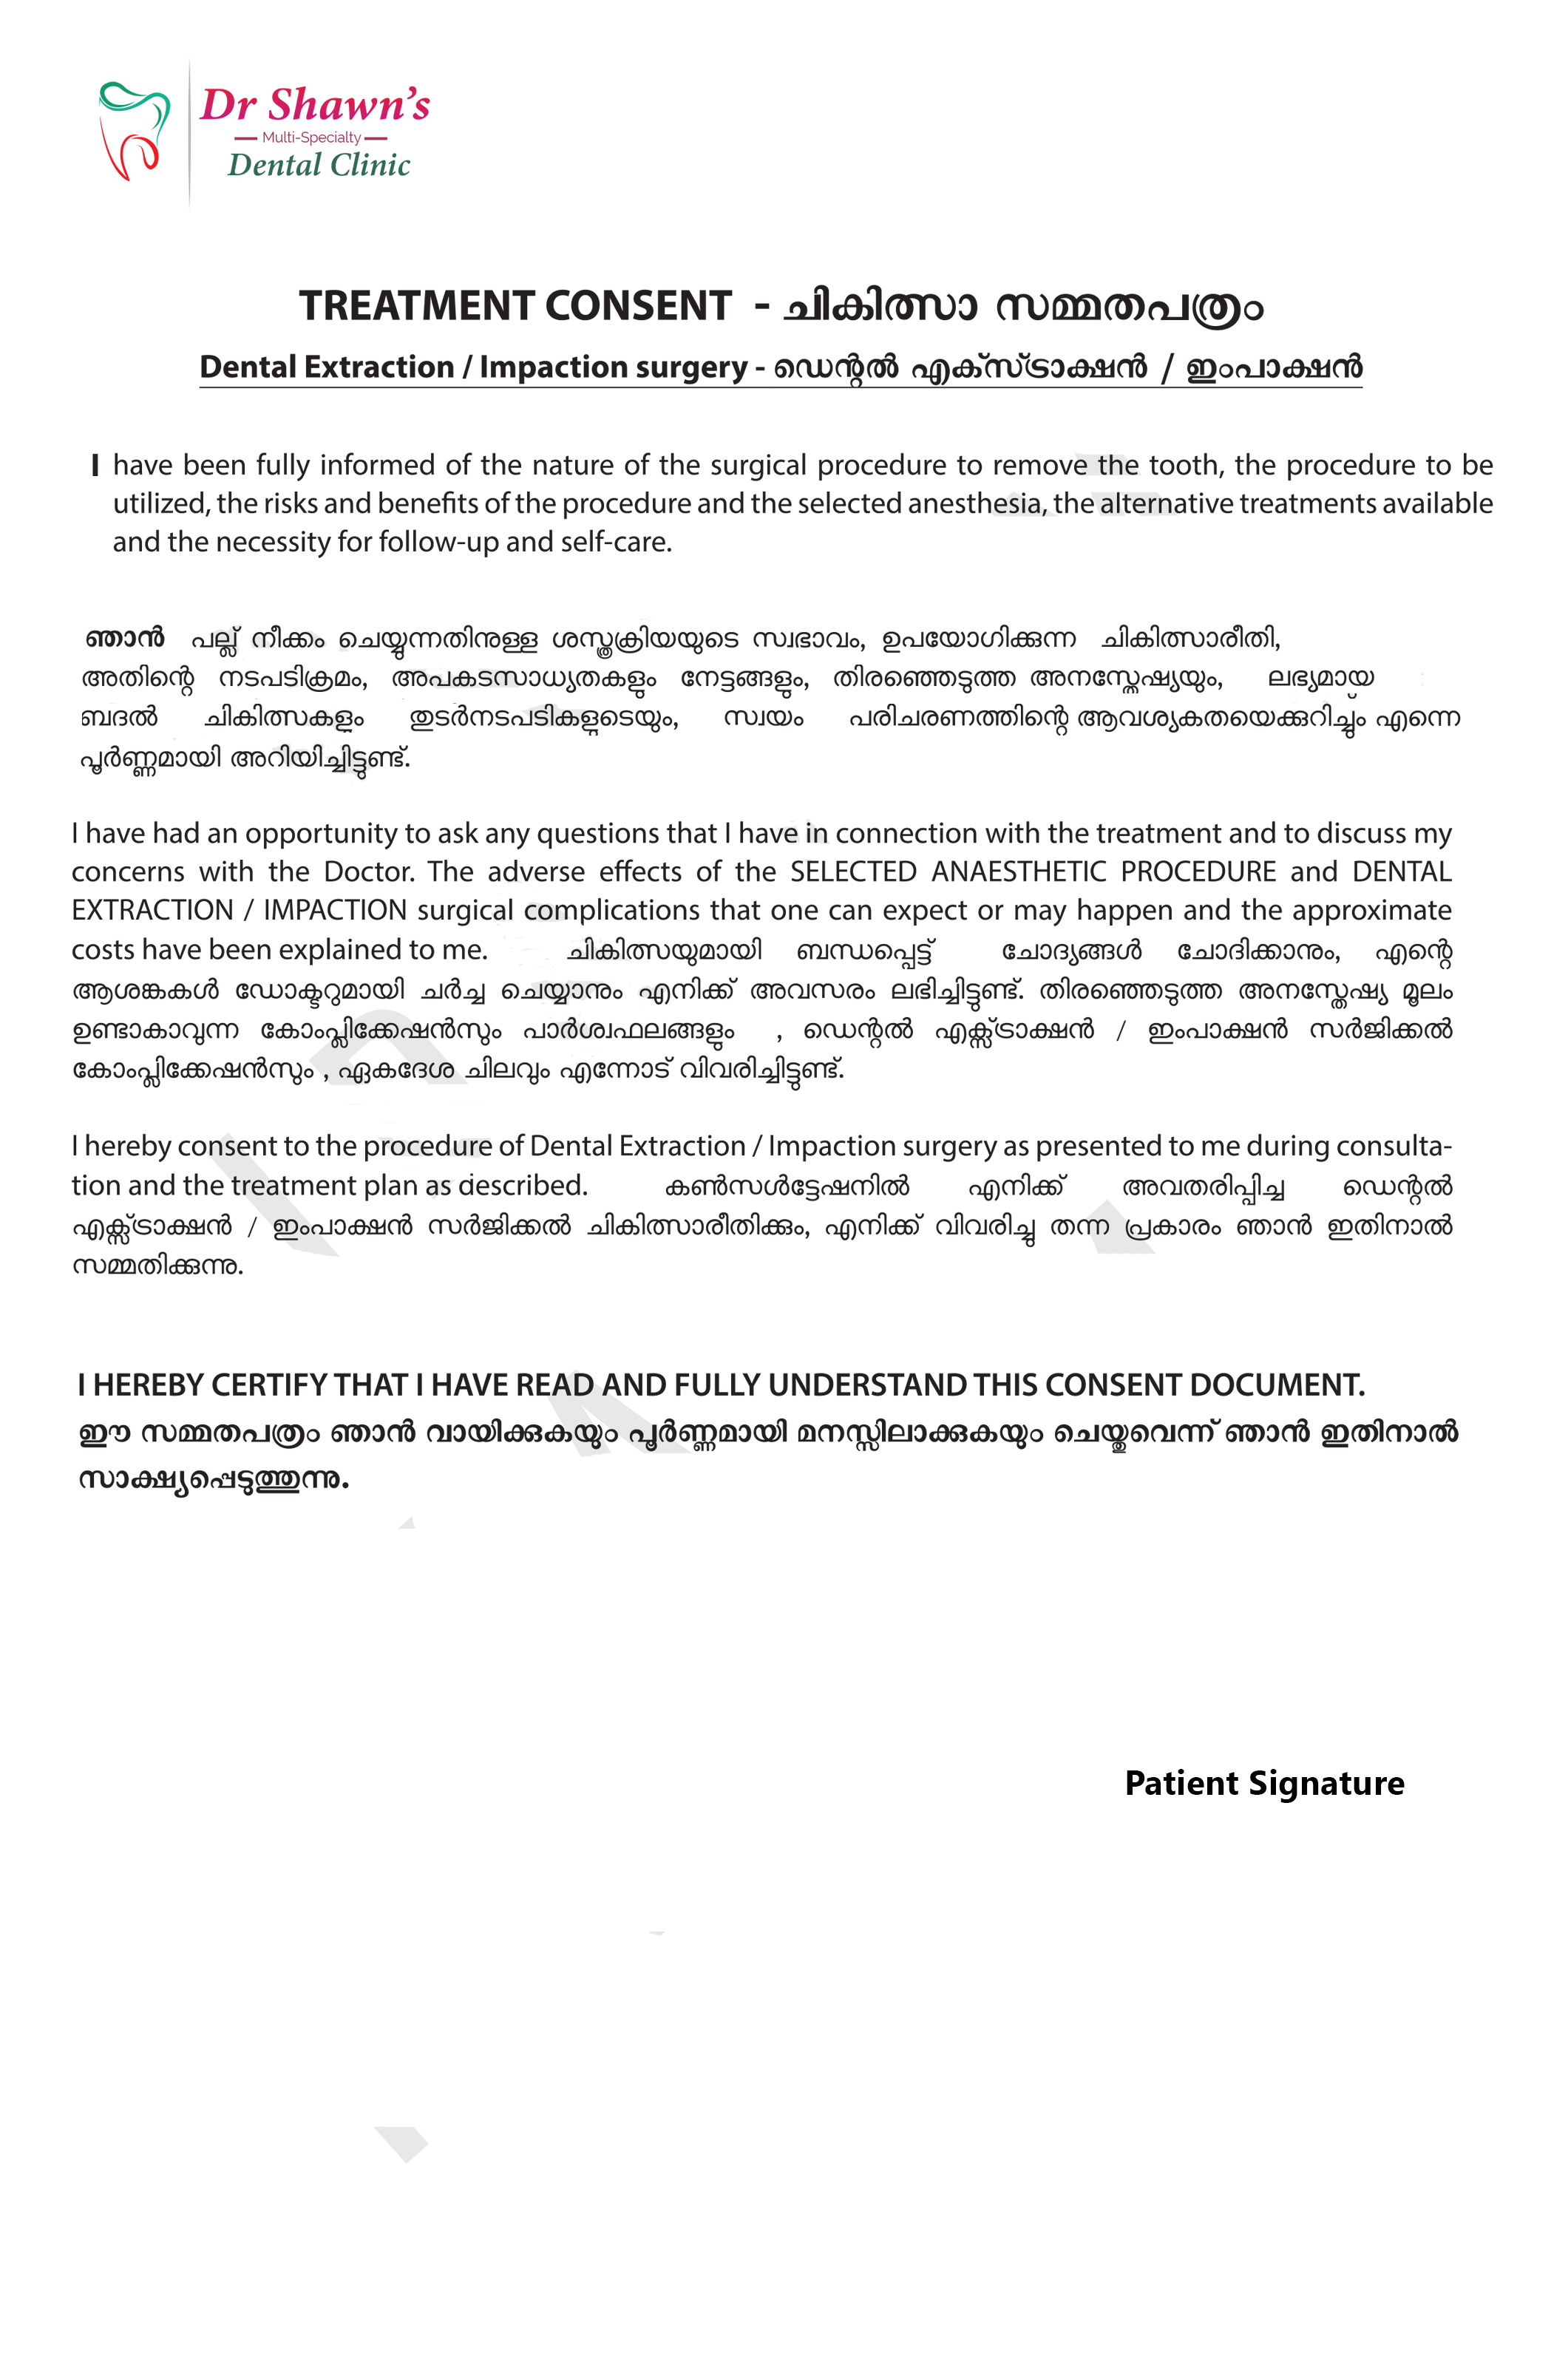 Dr Shawn's
Multi-Specialty
Dental Clinic
TREATMENT CONSENT - ചികിത്സാ സമ്മതപത്രം
Dental Extraction / Impaction surgery - ഡെന്റൽ എക്സ്ട്രാക്ഷൻ / ഇംപാക്ഷൻ
I have been fully informed of the nature of the surgical procedure to remove the tooth, the procedure to be
utilized, the risks and benefits of the procedure and the selected anesthesia, the alternative treatments available
and the necessity for follow-up and self-care.
ഞാൻ പല്ല് നീക്കം ചെയ്യുന്നതിനുള്ള ശസ്ത്രക്രിയയുടെ സ്വഭാവം, ഉപയോഗിക്കുന്ന ചികിത്സാരീതി,
അതിന്റെ നടപടിക്രമം, അപകടസാധ്യതകളും നേട്ടങ്ങളും, തിരഞ്ഞെടുത്ത അനസ്തേഷ്യയും, ലഭ്യമായ
ബദൽ ചികിത്സകളും തുടർനടപടികളുടെയും, സ്വയം പരിചരണത്തിന്റെ ആവശ്യകതയെക്കുറിച്ചും എന്നെ
പൂർണ്ണമായി അറിയിച്ചിട്ടുണ്ട്.
I have had an opportunity to ask any questions that I have in connection with the treatment and to discuss my
concerns with the Doctor. The adverse effects of the SELECTED ANAESTHETIC PROCEDURE and DENTAL
EXTRACTION / IMPACTION surgical complications that one can expect or may happen and the approximate
costs have been explained to me. ചികിത്സയുമായി ബന്ധപ്പെട്ട് ചോദ്യങ്ങൾ ചോദിക്കാനും, എന്റെ
ആശങ്കകൾ ഡോക്ടറുമായി ചർച്ച ചെയ്യാനും എനിക്ക് അവസരം ലഭിച്ചിട്ടുണ്ട്. തിരഞ്ഞെടുത്ത അനസ്തേഷ്യ മൂലം
ഉണ്ടാകാവുന്ന കോംപ്ലിക്കേഷൻസും പാർശ്വഫലങ്ങളും , ഡെന്റൽ എക്സ്ട്രാക്ഷൻ / ഇംപാക്ഷൻ സർജിക്കൽ
കോംപ്ലിക്കേഷൻസും , ഏകദേശ ചിലവും എന്നോട് വിവരിച്ചിട്ടുണ്ട്.
I hereby consent to the procedure of Dental Extraction / Impaction surgery as presented to me during consulta-
tion and the treatment plan as described. കൺസൾട്ടേഷനിൽ എനിക്ക് അവതരിപ്പിച്ച ഡെന്റൽ
എക്സ്ട്രാക്ഷൻ / ഇംപാക്ഷൻ സർജിക്കൽ ചികിത്സാരീതിക്കും, എനിക്ക് വിവരിച്ചു തന്ന പ്രകാരം ഞാൻ ഇതിനാൽ
സമ്മതിക്കുന്നു.
I HEREBY CERTIFY THAT I HAVE READ AND FULLY UNDERSTAND THIS CONSENT DOCUMENT.
ഈ സമ്മതപത്രം ഞാൻ വായിക്കുകയും പൂർണ്ണമായി മനസ്സിലാക്കുകയും ചെയ്തുവെന്ന് ഞാൻ ഇതിനാൽ
സാക്ഷ്യപ്പെടുത്തുന്നു.
Patient Signature